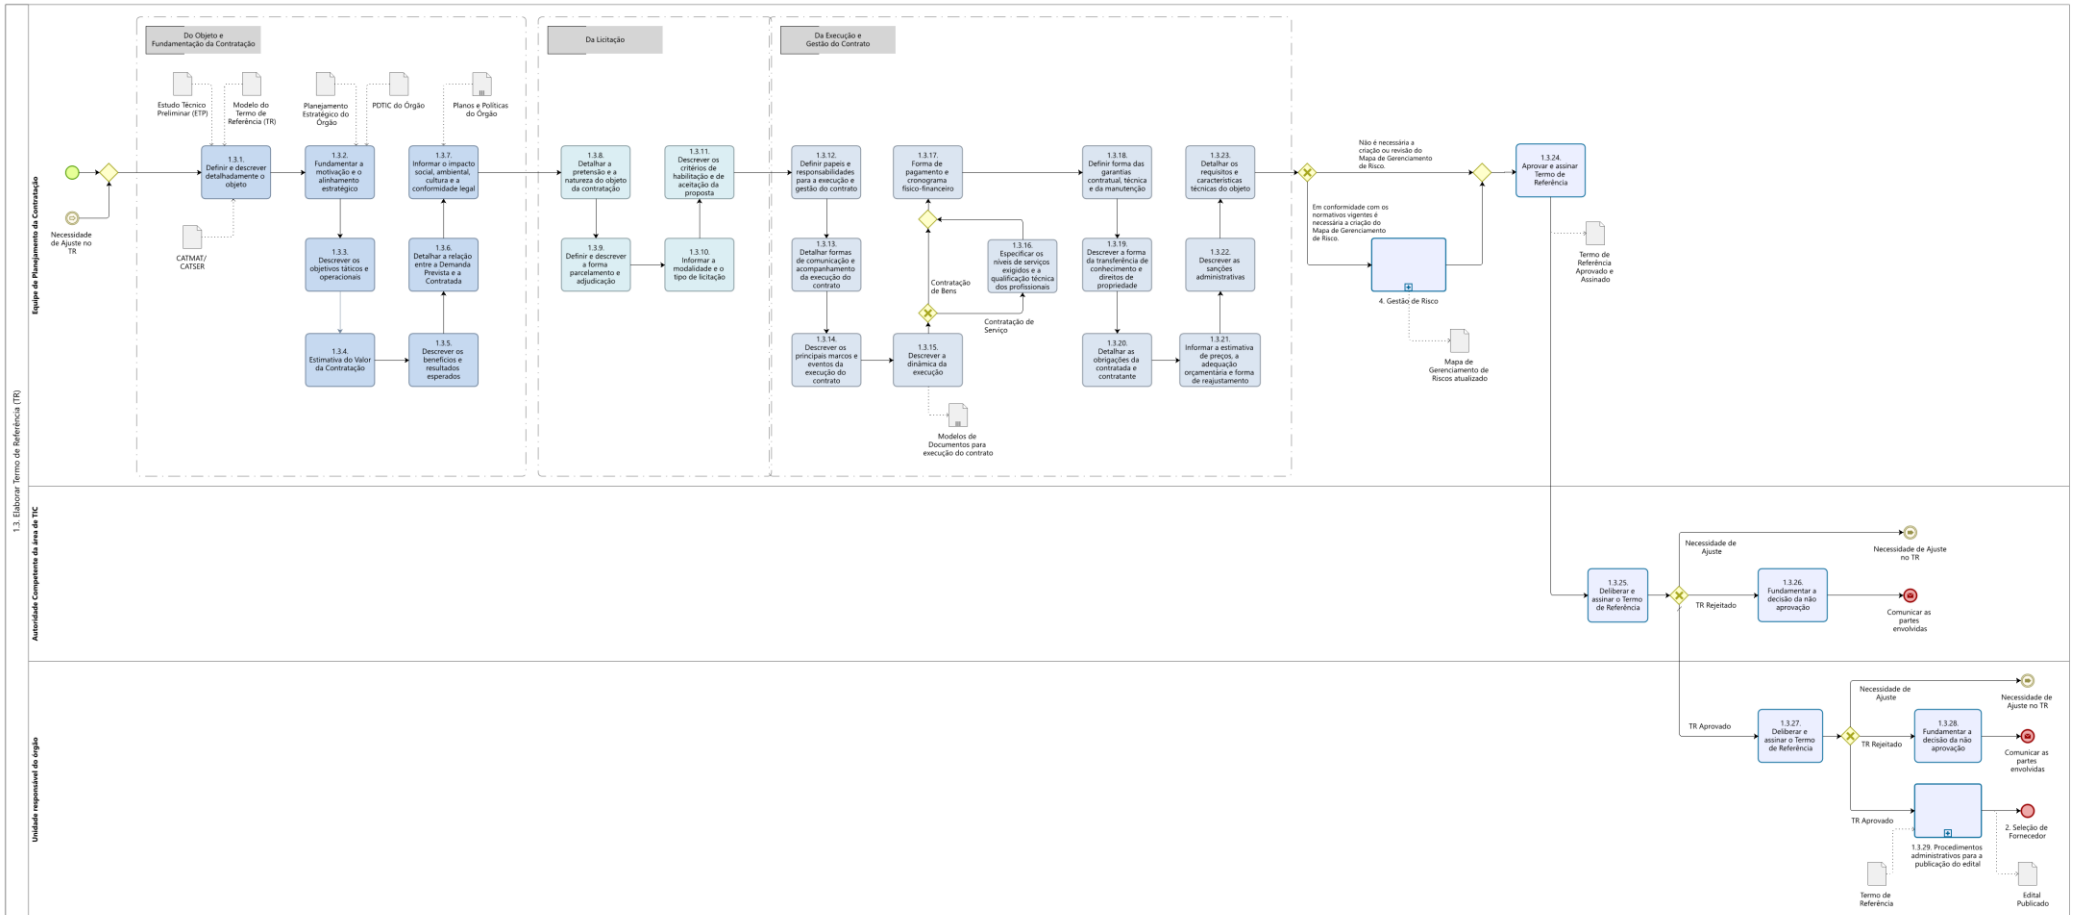 1.3. Elaborar Termo de Referência (TR)
Equipe de Planejamento da Contratação
Do Objeto e
Fundamentação da Contratação
Da Licitação
Da Execução e
Gestão do Contrato
Estudo Técnico
Preliminar (ETP)
Modelo do
Termo de
Referência (TR)
Planejamento
Estratégico do
Órgão
PDTIC do Órgão
Planos e Políticas
do Órgão
Necessidade
de Ajuste no
TR
1.3.1.
Definir e descrever
detalhadamente o
objeto
CATMAT/
CATSER
1.3.2.
Fundamentar a
motivação e o
alinhamento
estratégico
1.3.3.
Descrever os
objetivos táticos e
operacionais
1.3.4.
Estimativa do Valor
da Contratação
1.3.5.
Descrever os
benefícios e
resultados
esperados
1.3.6.
Detalhar a relação
entre a Demanda
Prevista e a
Contratada
1.3.7.
Informar o impacto
social, ambiental,
cultura e a
conformidade legal
1.3.8.
Detalhar a
pretensão e a
natureza do objeto
da contratação
1.3.9.
Definir e descrever
a forma
parcelamento e
adjudicação
1.3.10.
Informar a
modalidade e o
tipo de licitação
1.3.11.
Descrever os
critérios de
habilitação e de
aceitação da
proposta
1.3.12.
Definir papeis e
responsabilidades
para a execução e
gestão do contrato
1.3.13.
Detalhar formas
de comunicação e
acompanhamento
da execução do
contrato
1.3.14.
Descrever os
principais marcos e
eventos da
execução do
contrato
1.3.15.
Descrever a
dinâmica da
execução
Modelos de
Documentos para
execução do contrato
Contratação
de Bens
Contratação de
Serviço
1.3.16.
Especificar os
níveis de serviços
exigidos e a
qualificação técnica
dos profissionais
1.3.17.
Forma de
pagamento e
cronograma
físico-financeiro
1.3.18.
Definir forma das
garantias
contratual, técnica
e da manutenção
1.3.19.
Descrever a forma
da transferência de
conhecimento e
direitos de
propriedade
1.3.20.
Detalhar as
obrigações da
contratada e
contratante
1.3.21.
Informar a estimativa
de preços, a
adequação
orçamentária e forma
de reajustamento
1.3.22.
Descrever as
sanções
administrativas
1.3.23.
Detalhar os
requisitos e
características
técnicas do objeto
Não é necessária a
criação ou revisão do
Mapa de Gerenciamento
de Risco.
Em conformidade com os
normativos vigentes é
necessária a criação do
Mapa de Gerenciamento
de Risco.
4. Gestão de Risco
Mapa de
Gerenciamento de
Riscos atualizado
1.3.24.
Aprovar e assinar
Termo de
Referência
Termo de
Referência
Aprovado e
Assinado
Autoridade Competente da área de TIC
1.3.25.
Deliberar e
assinar o Termo
de Referência
Necessidade de
Ajuste
Necessidade de Ajuste
no TR
TR Rejeitado
1.3.26.
Fundamentar a
decisão da não
aprovação
Comunicar as
partes
envolvidas
Unidade responsável do órgão
TR Aprovado
1.3.27.
Deliberar e
assinar o Termo
de Referência
Necessidade de
Ajuste
Necessidade de
Ajuste no TR
TR Rejeitado
1.3.28.
Fundamentar a
decisão da não
aprovação
Comunicar as
partes
envolvidas
TR Aprovado
1.3.29. Procedimentos
administrativos para a
publicação do edital
2. Seleção de
Fornecedor
Termo de
Referência
Edital
Publicado